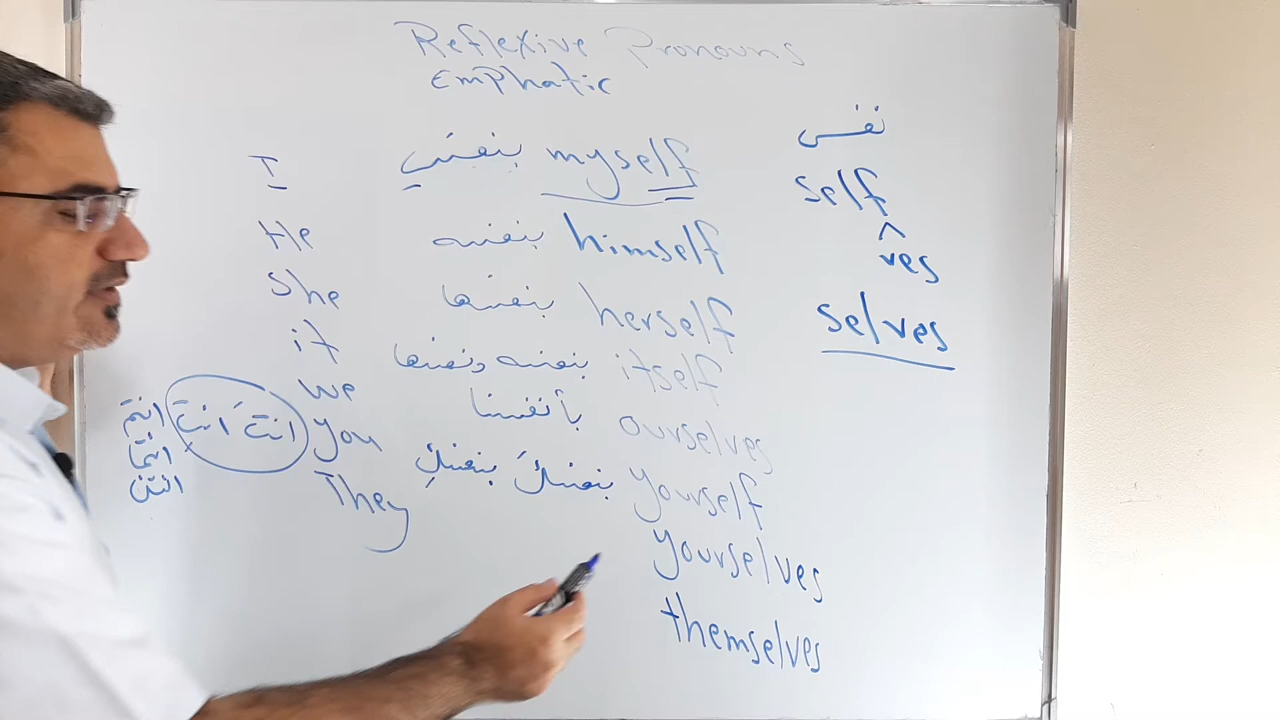 Reflexive Pronouns
Emphatic
I بنفسي myself
He بنفسه himself
She بنفسها herself
it بنفسه ونفسها itself
we بأنفسنا ourselves
you بنفسكَ بنفسكِ yourself
انتَ انتِ
انتم
انتما
انتن
They
yourselves
themselves
نفس
self
^
ves
selves